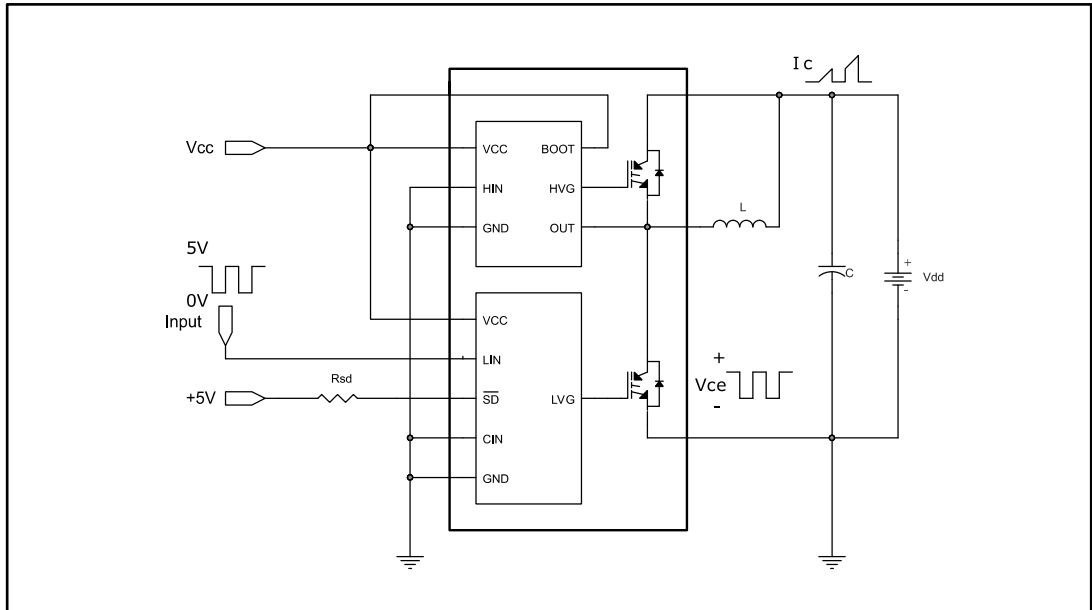 I c
Vcc
VCC
BOOT
HIN
HVG
GND
OUT
L
5V
0V
Input
C
+
Vdd
-
VCC
LIN
+5V
Rsd
SD
LVG
CIN
GND
+
Vce
-